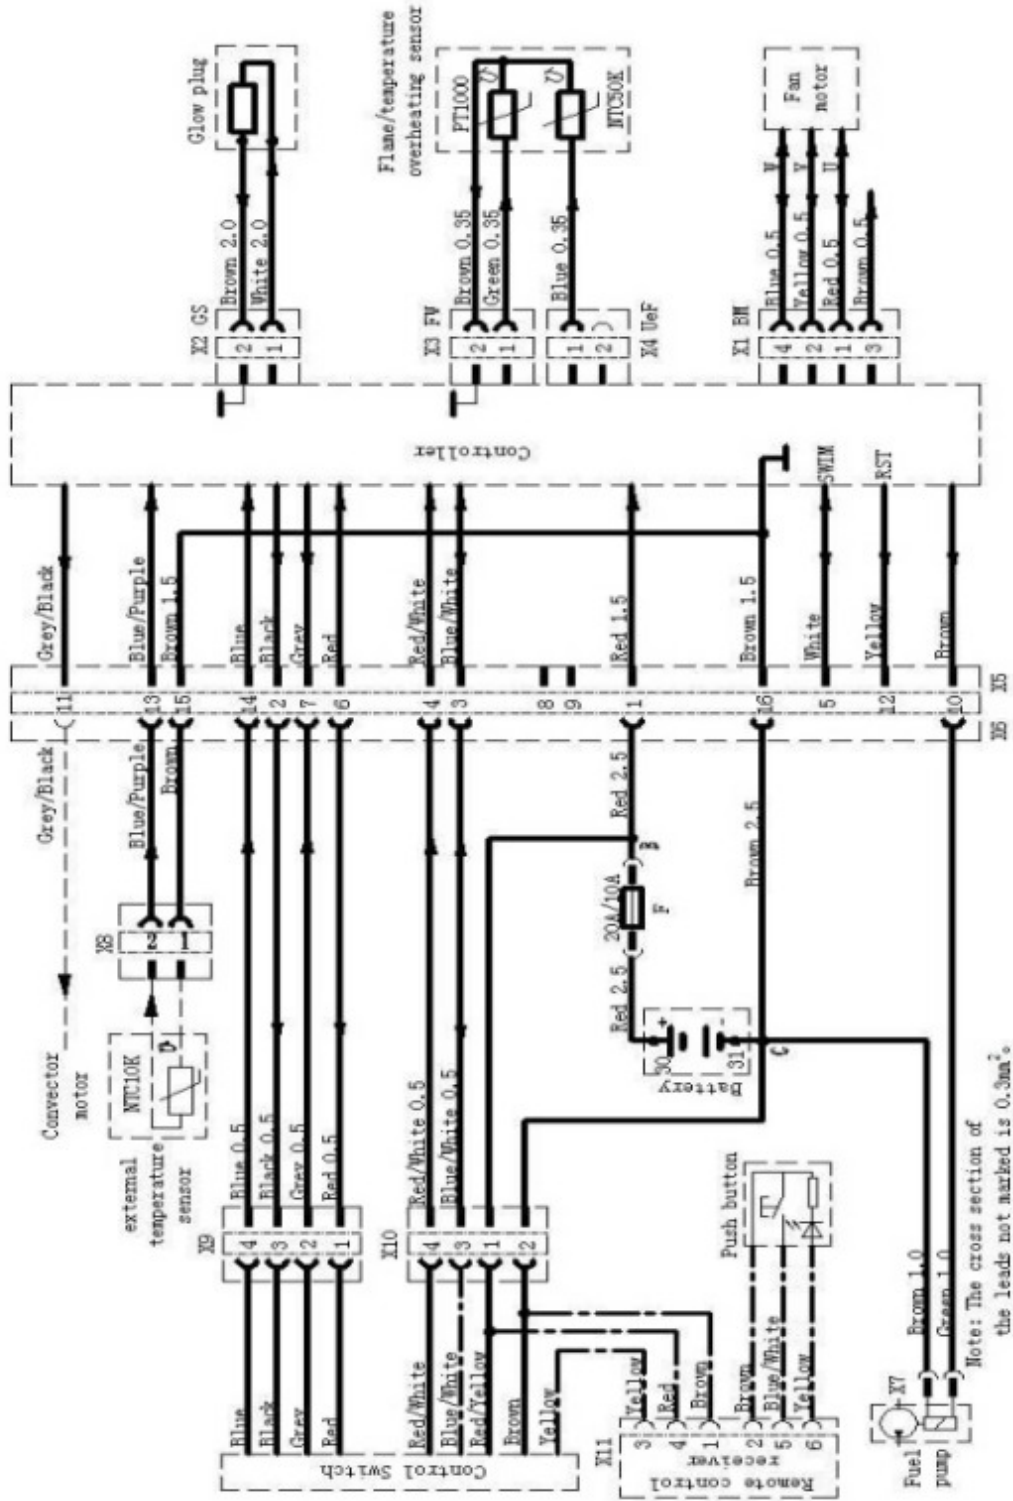 Glow plug
Brown 2.0
White 2.0
X2 GS
2
1
Flame/temperature
overheating sensor
PT1000
NTC50K
Brown 0.35
Green 0.35
Blue 0.35
X3 FW
2
1
1
2
X4 UeF
Fan
motor
W
V
U
Blue 0.5
Yellow 0.5
Red 0.5
Brown 0.5
X1 BM
4
2
1
3
Controller
SWIM
RST
Grey/Black
Blue/Purple
Brown 1.5
Blue
Black
Grey
Red
Red/White
Blue/White
Red 1.5
Brown 1.5
White
Yellow
Brown
X5
11
13
15
14
2
7
6
4
3
8
9
1
16
5
12
10
X6
Grey/Black
Blue/Purple
Brown
Red 2.5
Brown 2.5
X8
2
1
B
20A/10A
F
Red 2.5
Convector
motor
NTC10K
external
temperature
sensor
30
+
-
31
Battery
C
Blue 0.5
Black 0.5
Grey 0.5
Red 0.5
Red/White 0.5
Blue/White 0.5
X9
4
3
2
1
X10
4
3
1
2
Push button
Brown 1.0
Green 1.0
Blue
Black
Grey
Red
Red/White
Blue/White
Red/Yellow
Brown
Yellow
Control Switch
Yellow
Red
Brown
Brown
Blue/White
Yellow
X11
3
4
1
2
5
6
Remote control
receiver
X7
Fuel
pump
Note: The cross section of
the leads not marked is 0.3mm²。